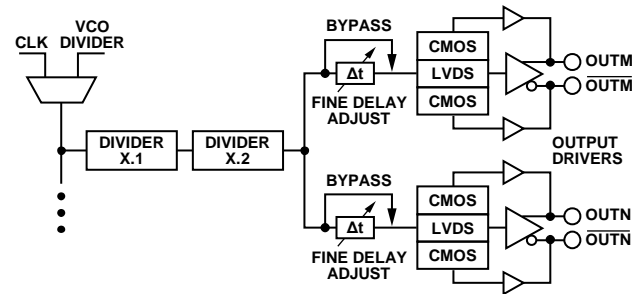 CLK
VCO
DIVIDER
DIVIDER
X.1
DIVIDER
X.2
BYPASS
Δt
FINE DELAY
ADJUST
CMOS
LVDS
CMOS
OUTM
OUTM
OUTPUT
DRIVERS
BYPASS
Δt
FINE DELAY
ADJUST
CMOS
LVDS
CMOS
OUTN
OUTN